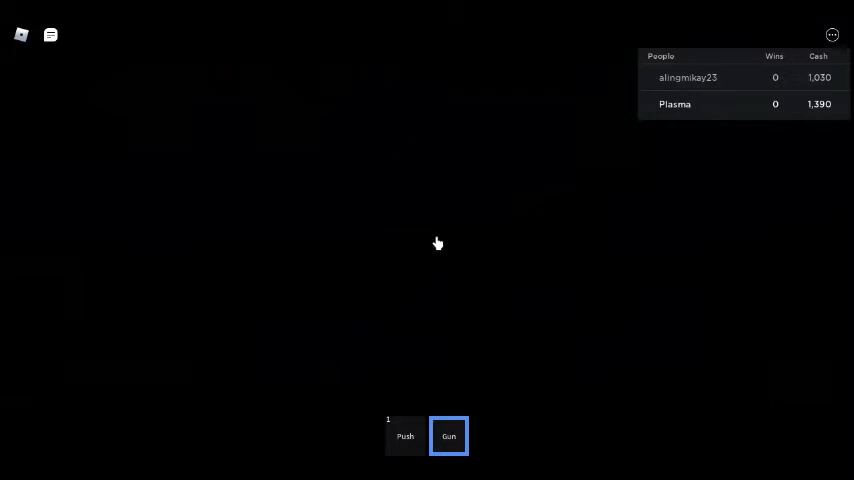 People Wins Cash
alingmikay23 0 1,030
Plasma 0 1,390
1
Push Gun